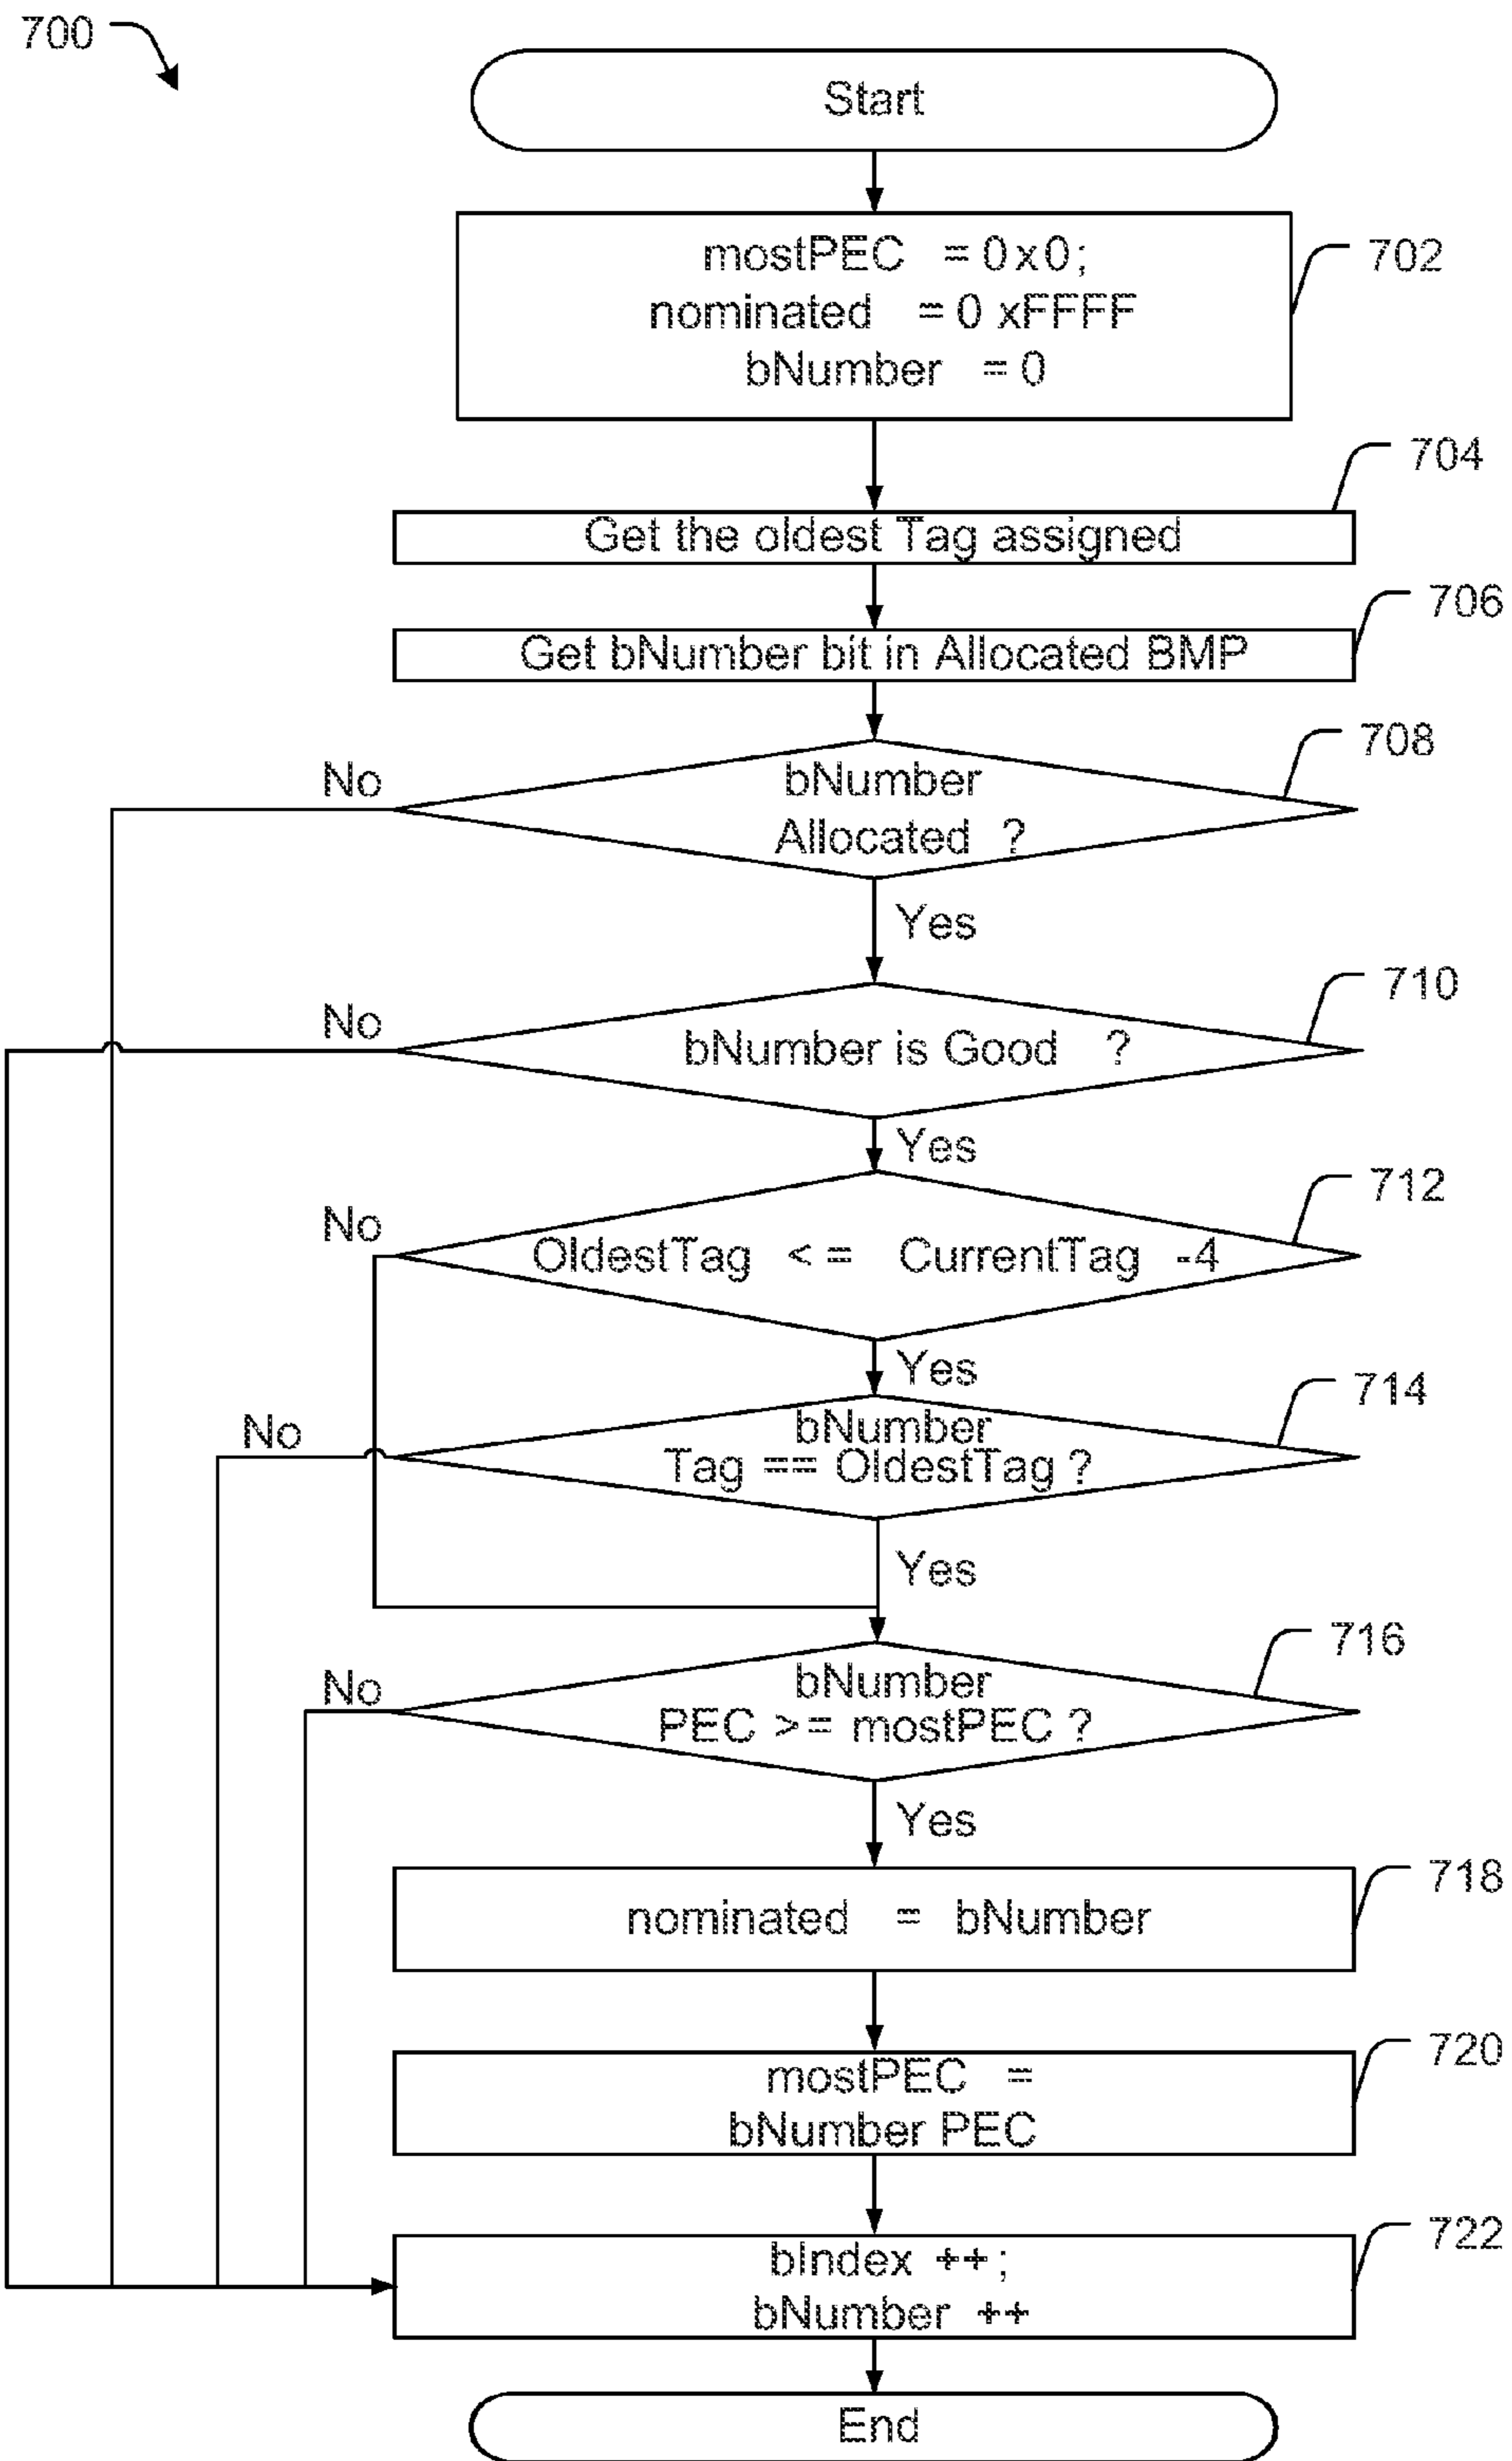 700
Start
mostPEC = 0x0;
nominated = 0 xFFFF
bNumber = 0
702
704
Get the oldest Tag assigned
706
Get bNumber bit in Allocated BMP
708
No
bNumber
Allocated ?
Yes
710
No
bNumber is Good ?
Yes
712
No
OldestTag < = CurrentTag -4
Yes
714
No
bNumber
Tag == OldestTag ?
Yes
716
No
bNumber
PEC >= mostPEC ?
Yes
718
nominated = bNumber
720
mostPEC =
bNumber PEC
722
bIndex ++;
bNumber ++
End